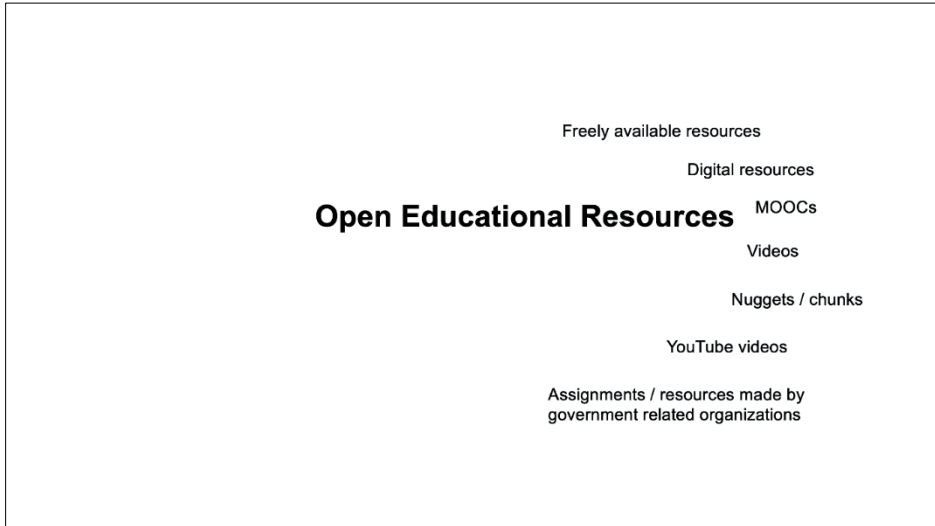 Freely available resources
Digital resources
MOOCs
Open Educational Resources
Videos
Nuggets / chunks
YouTube videos
Assignments / resources made by
government related organizations